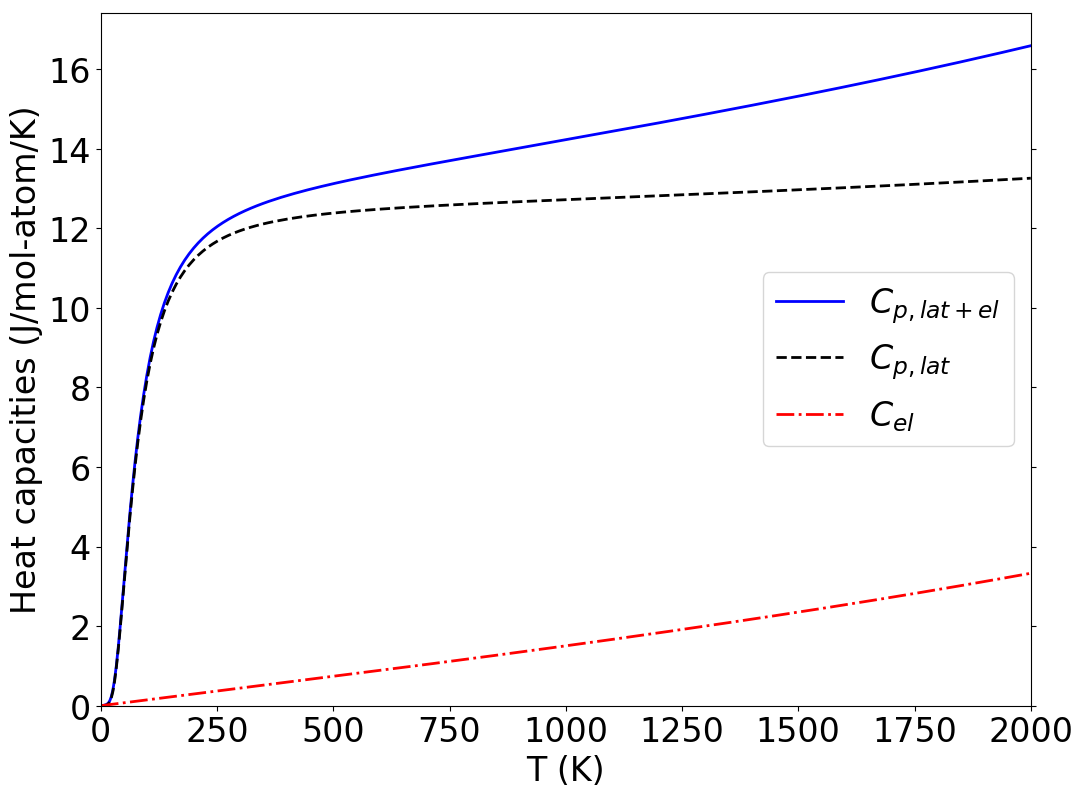 Heat capacities (J/mol-atom/K)
16
14
12
10
8
6
4
2
0
C_{p, lat + el}
C_{p, lat}
C_{el}
0 250 500 750 1000 1250 1500 1750 2000
T (K)